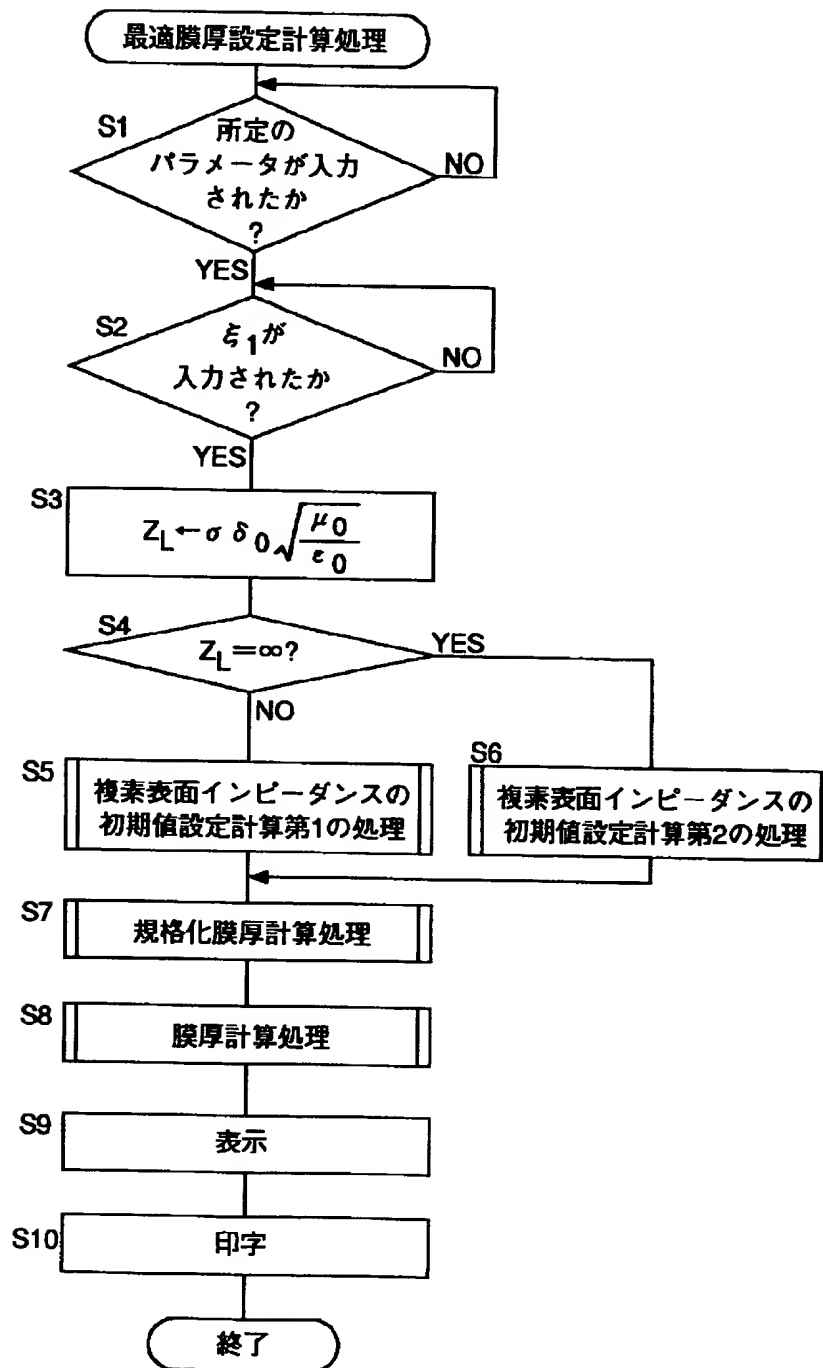 最適膜厚設定計算処理
S1
所定の
パラメータが入力
されたか
?
NO
YES
S2
ξ1が
入力されたか
?
NO
YES
S3
ZL←σ δ0√(μ0/ε0)
S4
ZL=∞?
YES
NO
S5
複素表面インピーダンスの
初期値設定計算第1の処理
S6
複素表面インピーダンスの
初期値設定計算第2の処理
S7
規格化膜厚計算処理
S8
膜厚計算処理
S9
表示
S10
印字
終了